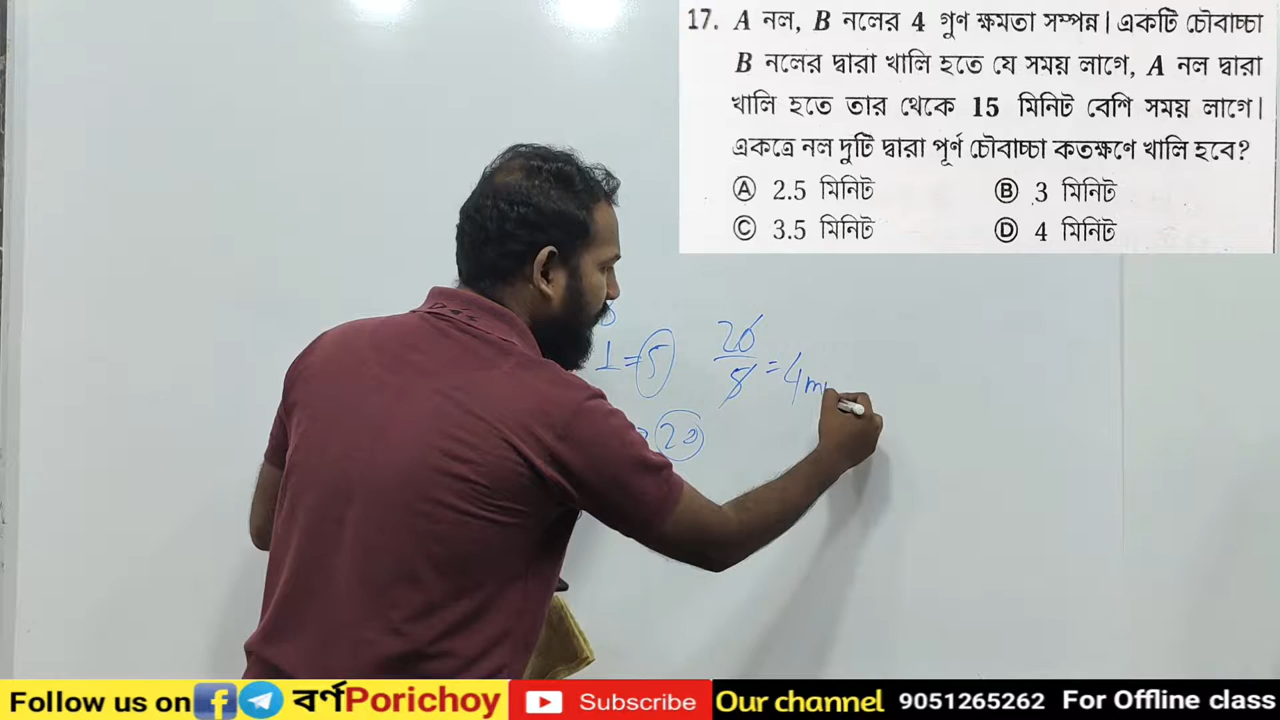 17. A নল, B নলের 4 গুণ ক্ষমতা সম্পন্ন। একটি চৌবাচ্চা
B নলের দ্বারা খালি হতে যে সময় লাগে, A নল দ্বারা
খালি হতে তার থেকে 15 মিনিট বেশি সময় লাগে।
একত্রে নল দুটি দ্বারা পূর্ণ চৌবাচ্চা কতক্ষণে খালি হবে?
Ⓐ 2.5 মিনিট Ⓑ 3 মিনিট
Ⓒ 3.5 মিনিট Ⓓ 4 মিনিট
1 = 5
20
5 = 4 m
20
Follow us on বর্ণPorichoy Subscribe Our channel 9051265262 For Offline class